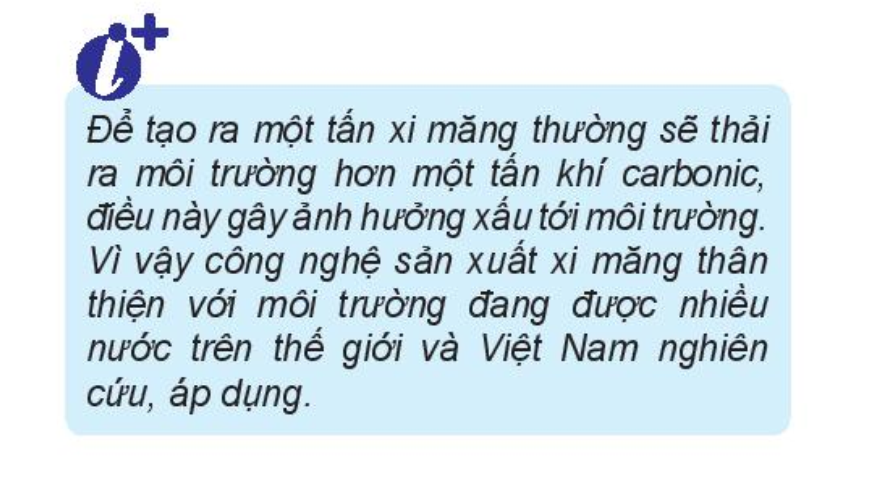 i+
Để tạo ra một tấn xi măng thường sẽ thải
ra môi trường hơn một tấn khí carbonic,
điều này gây ảnh hưởng xấu tới môi trường.
Vì vậy công nghệ sản xuất xi măng thân
thiện với môi trường đang được nhiều
nước trên thế giới và Việt Nam nghiên
cứu, áp dụng.